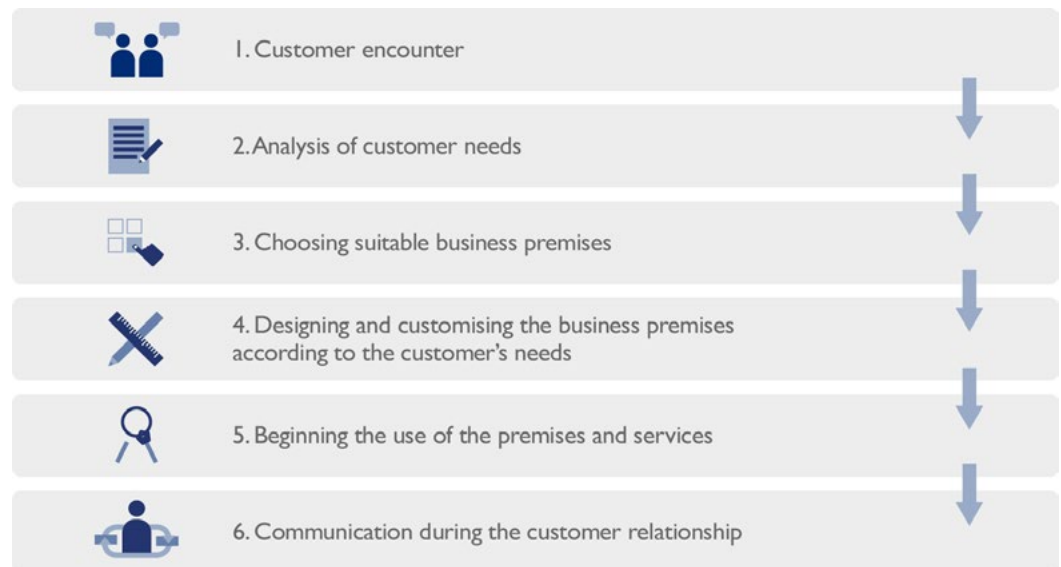 1. Customer encounter
2. Analysis of customer needs
3. Choosing suitable business premises
4. Designing and customising the business premises
according to the customer's needs
5. Beginning the use of the premises and services
6. Communication during the customer relationship